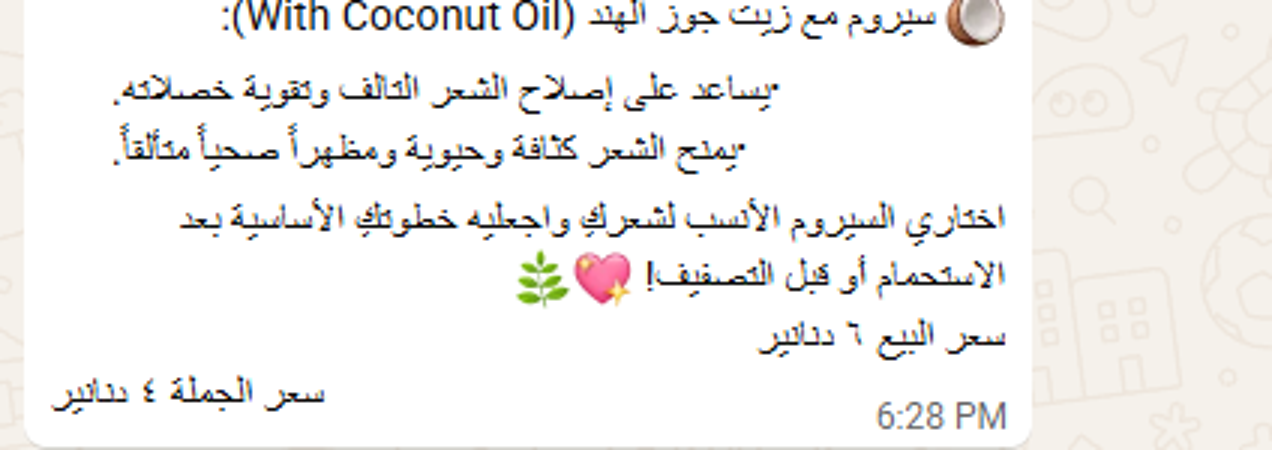 🥥 سيروم مع زيت جوز الهند (With Coconut Oil):
•يساعد على إصلاح الشعر التالف وتقوية خصلاته.
•يمنح الشعر كثافة وحيوية ومظهراً صحياً متألقاً.
اختاري السيروم الأنسب لشعركِ واجعليه خطوتكِ الأساسية بعد
الاستحمام أو قبل التصفيف! 💖🌿
سعر البيع ٦ دنانير
سعر الجملة ٤ دنانير
6:28 PM